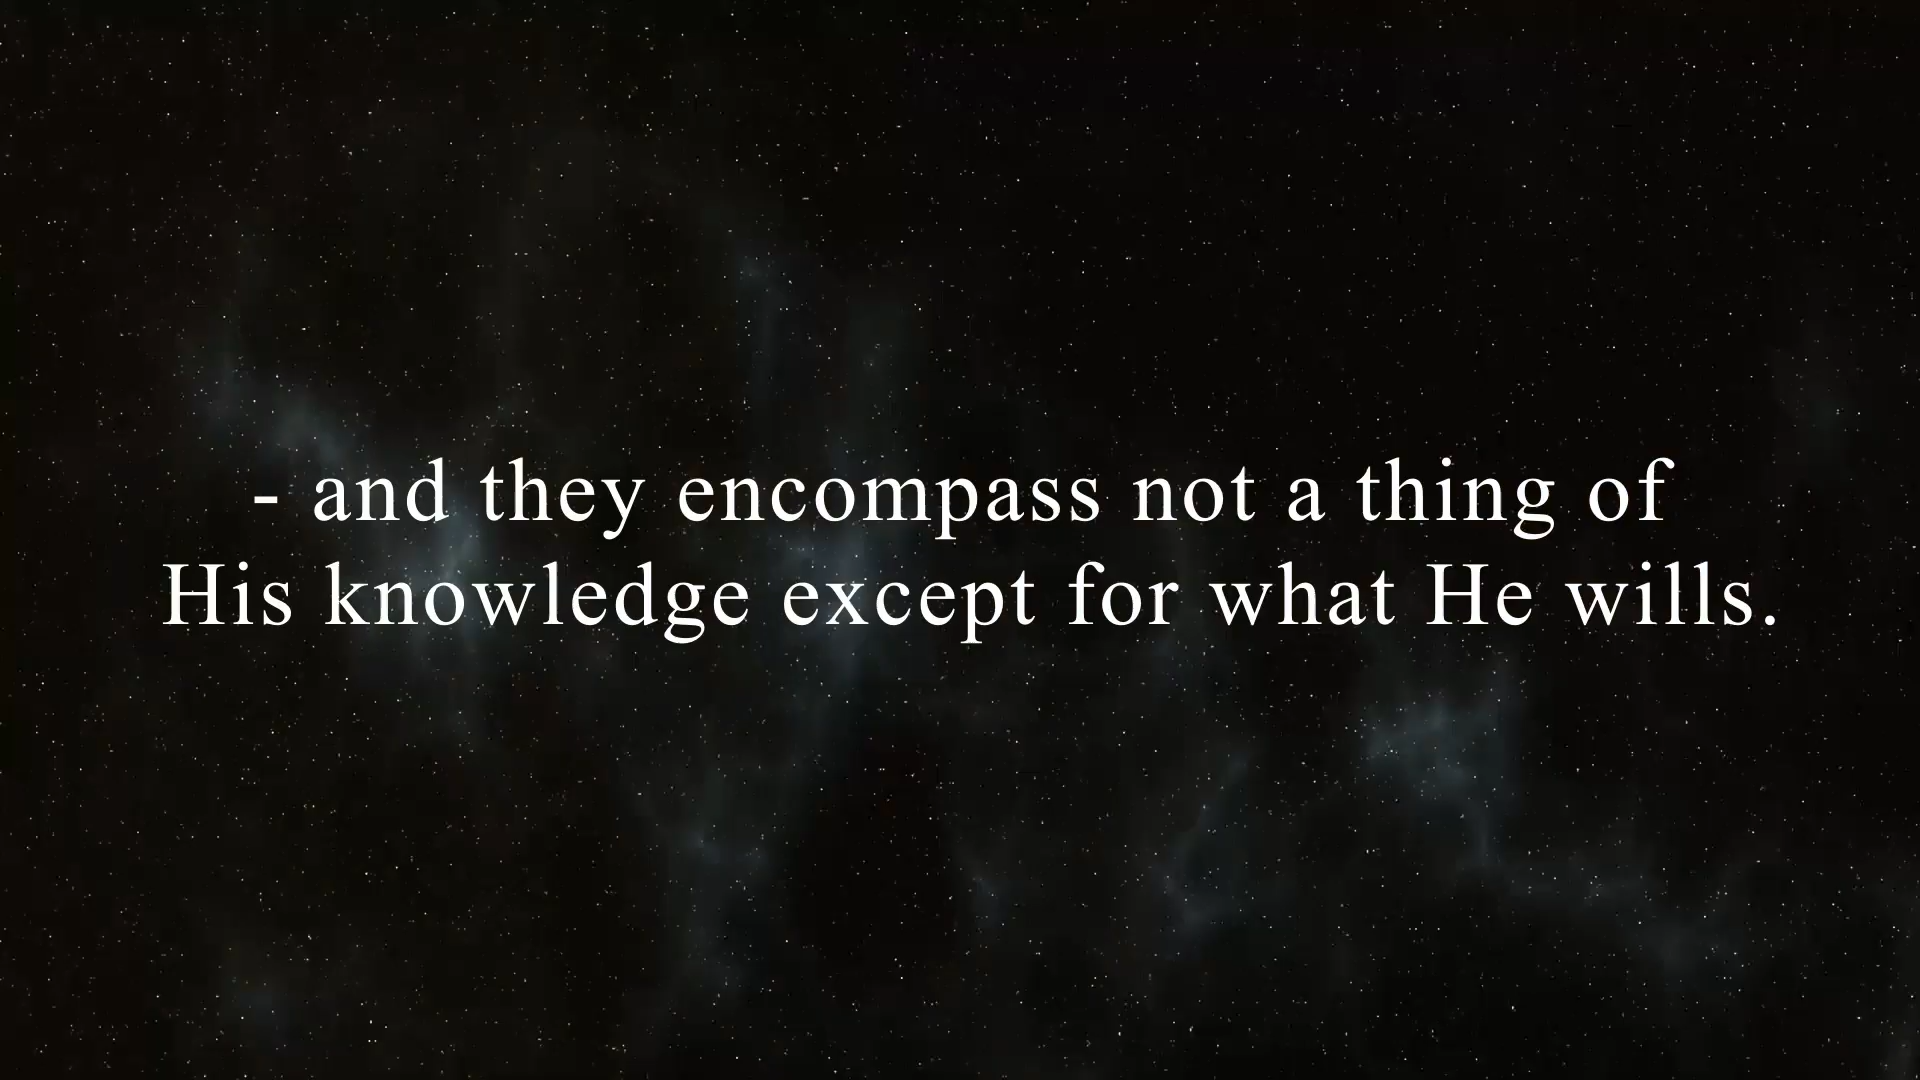 - and they encompass not a thing of
His knowledge except for what He wills.